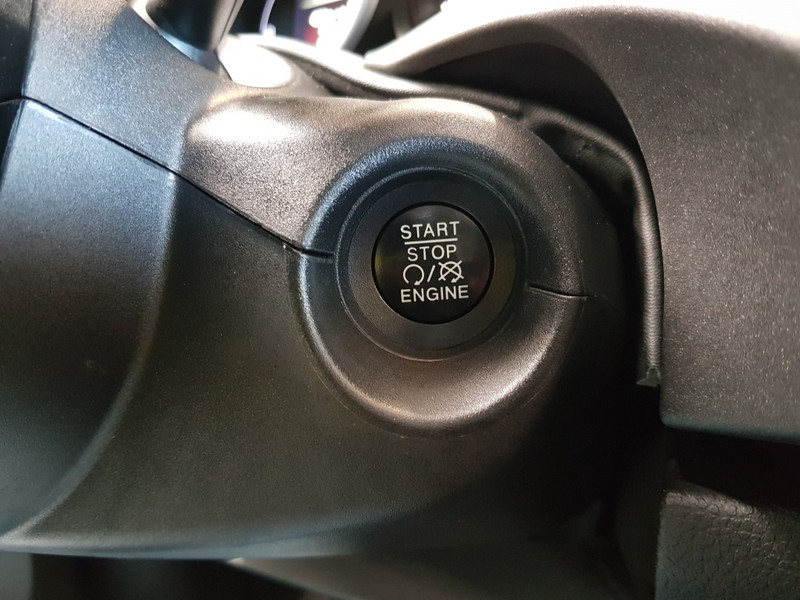 START
STOP
/
ENGINE